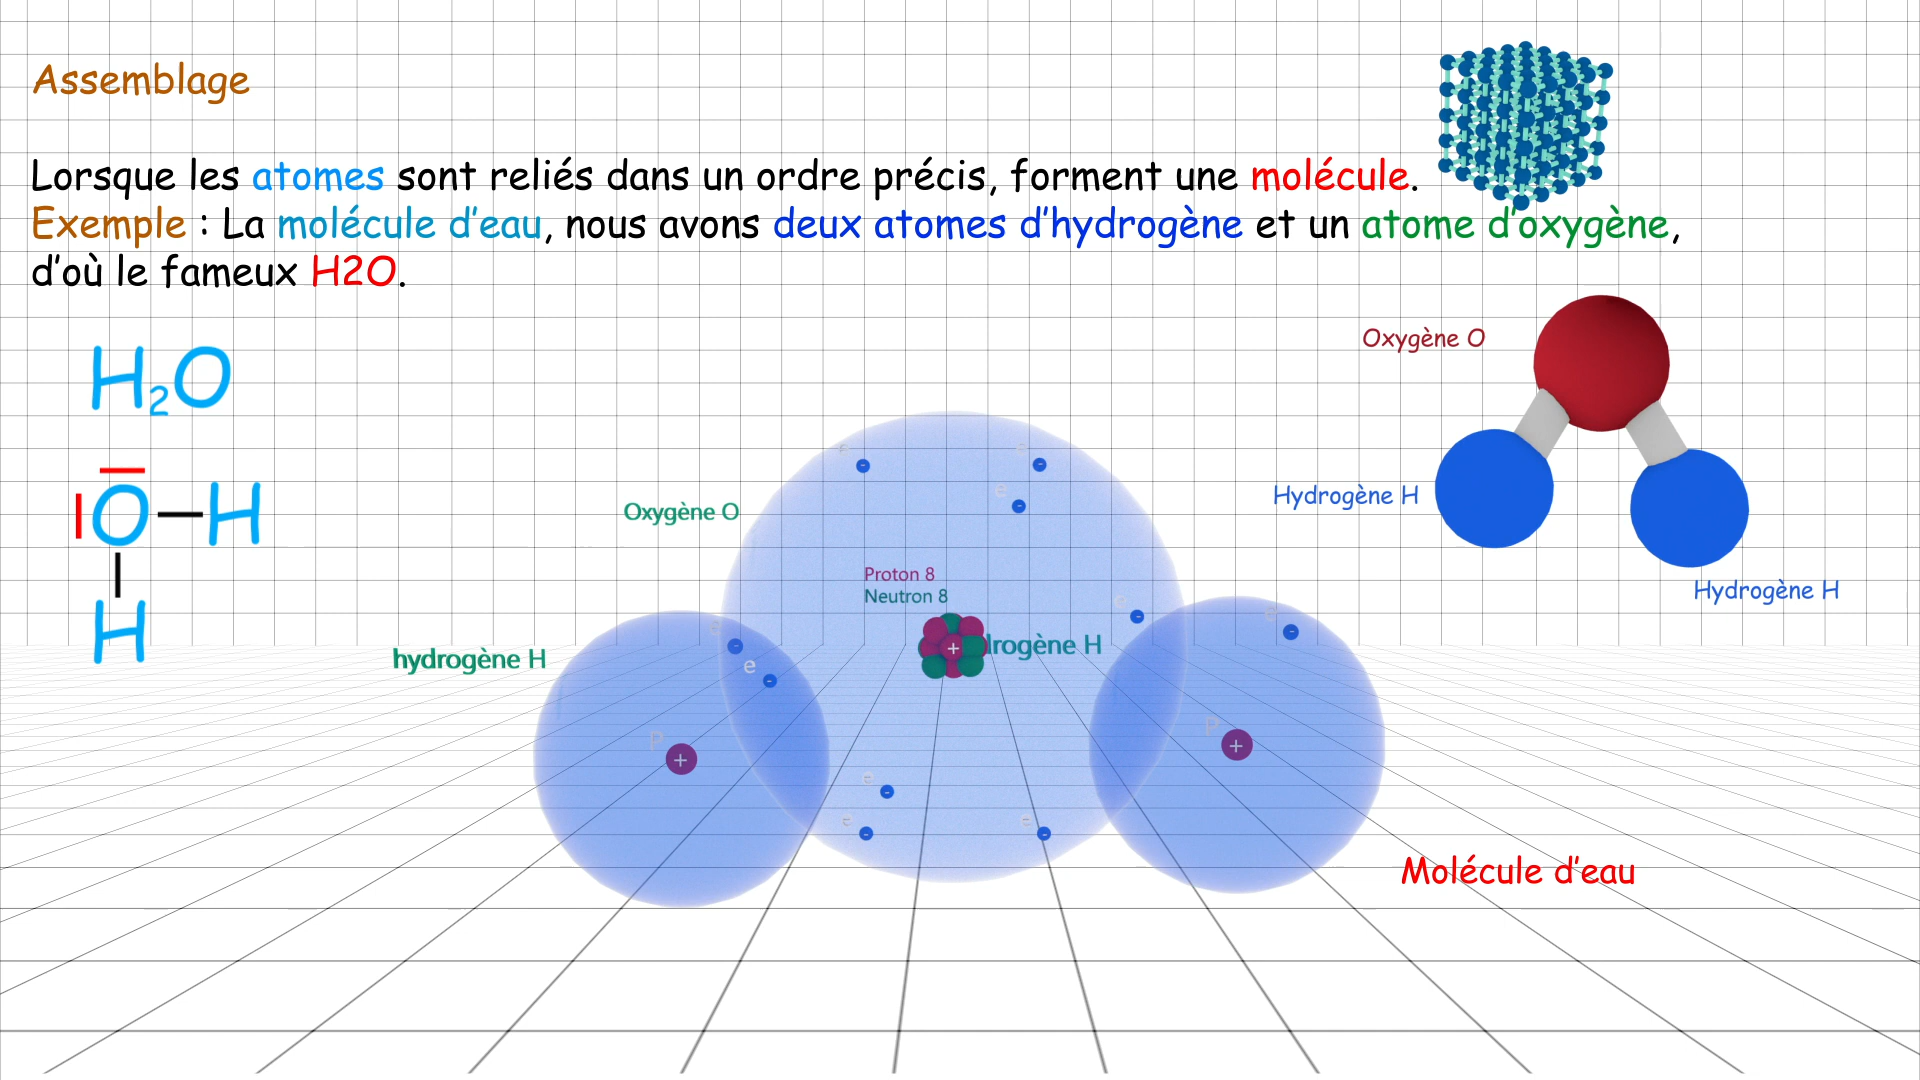 Assemblage
Lorsque les atomes sont reliés dans un ordre précis, forment une molécule.
Exemple : La molécule d'eau, nous avons deux atomes d'hydrogène et un atome d'oxygène,
d'où le fameux H2O.
H₂O
O H
H
Oxygène O
Hydrogène H
Hydrogène H
Oxygène O
Proton 8
Neutron 8
hydrogène H
drogène H
e - e - e -
e -
e - e -
e -
P + + P +
e -
e - e -
Molécule d'eau